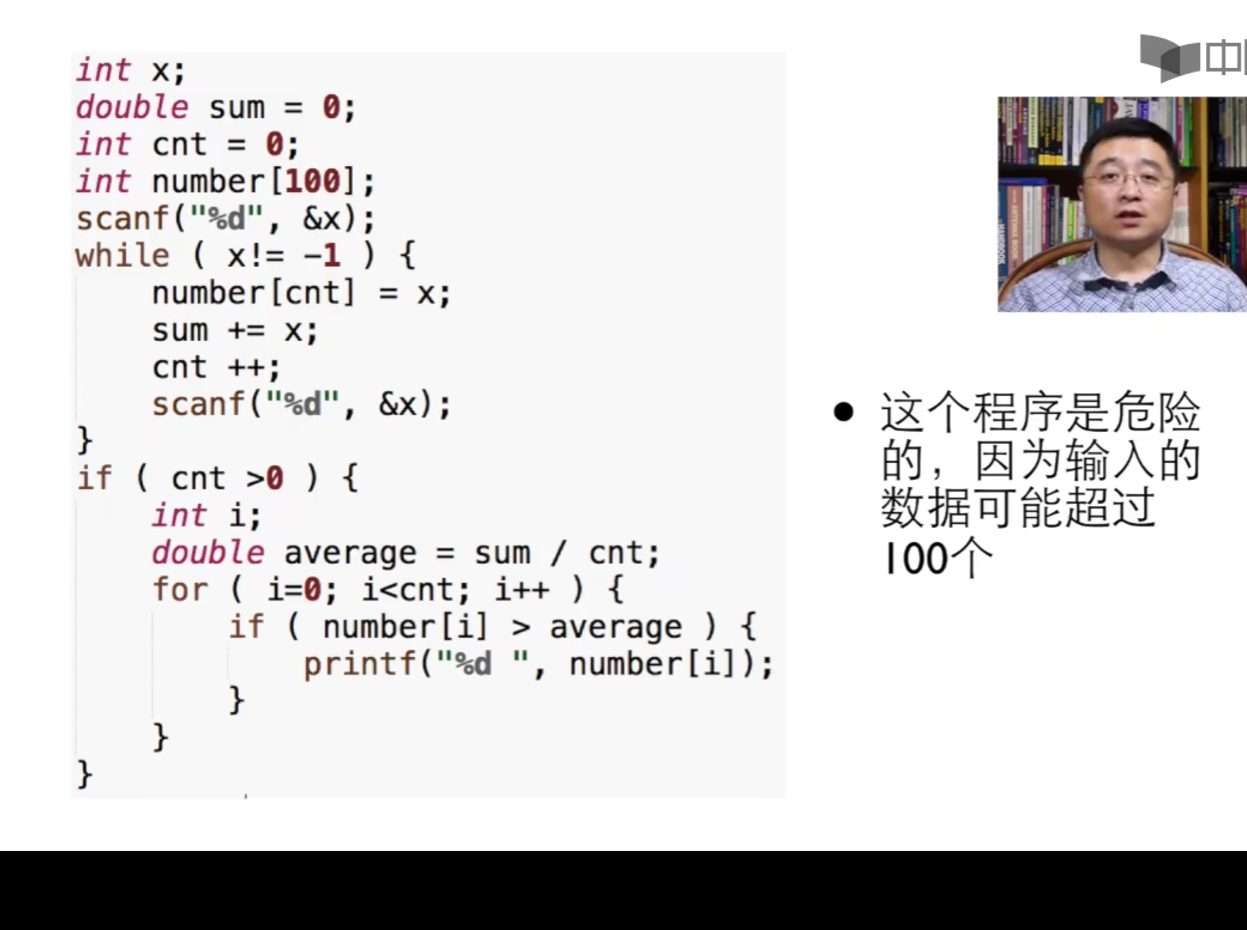 int x;
double sum = 0;
int cnt = 0;
int number[100];
scanf("%d", &x);
while ( x!= -1 ) {
    number[cnt] = x;
    sum += x;
    cnt ++;
    scanf("%d", &x);
}
if ( cnt >0 ) {
    int i;
    double average = sum / cnt;
    for ( i=0; i<cnt; i++ ) {
        if ( number[i] > average ) {
            printf("%d ", number[i]);
        }
    }
}
中
• 这个程序是危险
的，因为输入的
数据可能超过
100个